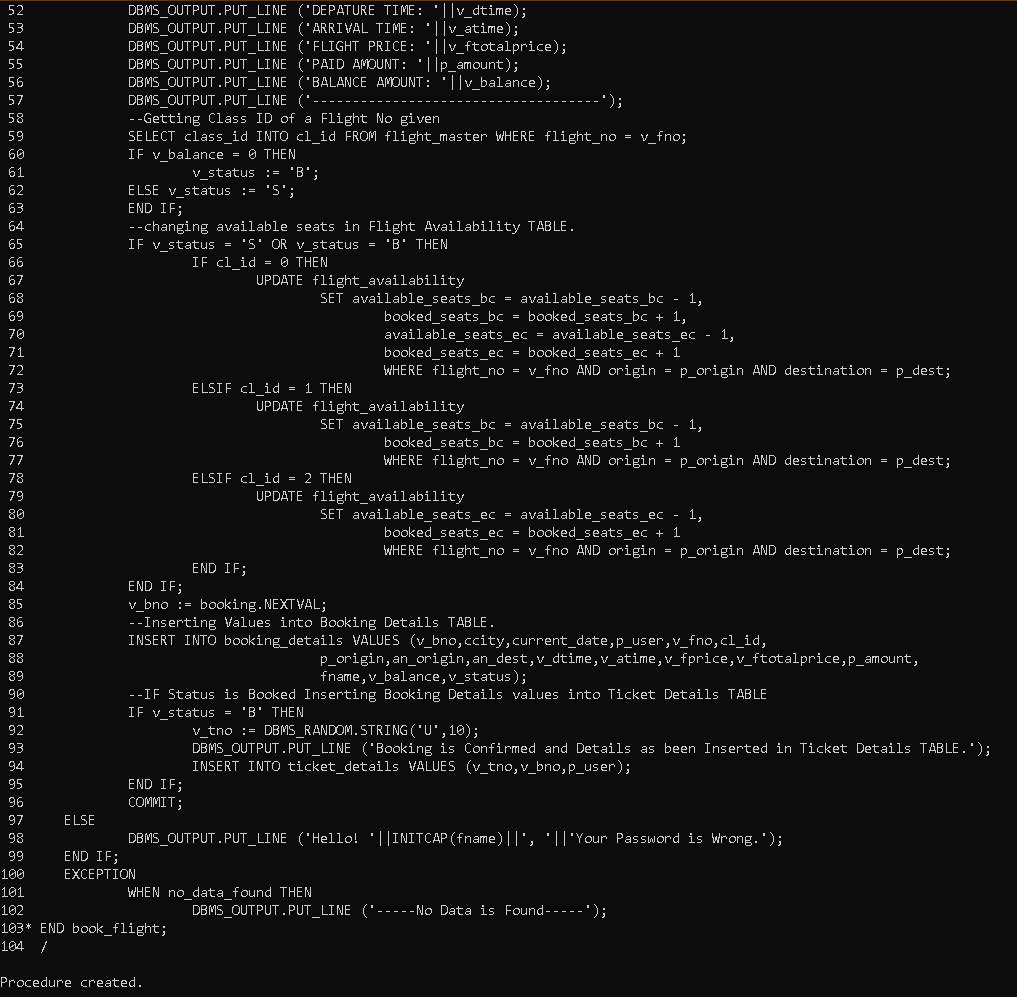 52 DBMS_OUTPUT.PUT_LINE ('DEPATURE TIME: '||v_dtime);
53 DBMS_OUTPUT.PUT_LINE ('ARRIVAL TIME: '||v_atime);
54 DBMS_OUTPUT.PUT_LINE ('FLIGHT PRICE: '||v_ftotalprice);
55 DBMS_OUTPUT.PUT_LINE ('PAID AMOUNT: '||p_amount);
56 DBMS_OUTPUT.PUT_LINE ('BALANCE AMOUNT: '||v_balance);
57 DBMS_OUTPUT.PUT_LINE ('------------------------------------');
58 --Getting Class ID of a Flight No given
59 SELECT class_id INTO cl_id FROM flight_master WHERE flight_no = v_fno;
60 IF v_balance = 0 THEN
61 v_status := 'B';
62 ELSE v_status := 'S';
63 END IF;
64 --changing available seats in Flight Availability TABLE.
65 IF v_status = 'S' OR v_status = 'B' THEN
66 IF cl_id = 0 THEN
67 UPDATE flight_availability
68 SET available_seats_bc = available_seats_bc - 1,
69 booked_seats_bc = booked_seats_bc + 1,
70 available_seats_ec = available_seats_ec - 1,
71 booked_seats_ec = booked_seats_ec + 1
72 WHERE flight_no = v_fno AND origin = p_origin AND destination = p_dest;
73 ELSIF cl_id = 1 THEN
74 UPDATE flight_availability
75 SET available_seats_bc = available_seats_bc - 1,
76 booked_seats_bc = booked_seats_bc + 1
77 WHERE flight_no = v_fno AND origin = p_origin AND destination = p_dest;
78 ELSIF cl_id = 2 THEN
79 UPDATE flight_availability
80 SET available_seats_ec = available_seats_ec - 1,
81 booked_seats_ec = booked_seats_ec + 1
82 WHERE flight_no = v_fno AND origin = p_origin AND destination = p_dest;
83 END IF;
84 END IF;
85 v_bno := booking.NEXTVAL;
86 --Inserting Values into Booking Details TABLE.
87 INSERT INTO booking_details VALUES (v_bno,ccity,current_date,p_user,v_fno,cl_id,
88 p_origin,an_origin,an_dest,v_dtime,v_atime,v_fprice,v_ftotalprice,p_amount,
89 fname,v_balance,v_status);
90 --IF Status is Booked Inserting Booking Details values into Ticket Details TABLE
91 IF v_status = 'B' THEN
92 v_tno := DBMS_RANDOM.STRING('U',10);
93 DBMS_OUTPUT.PUT_LINE ('Booking is Confirmed and Details as been Inserted in Ticket Details TABLE.');
94 INSERT INTO ticket_details VALUES (v_tno,v_bno,p_user);
95 END IF;
96 COMMIT;
97 ELSE
98 DBMS_OUTPUT.PUT_LINE ('Hello! '||INITCAP(fname)||', '||'Your Password is Wrong.');
99 END IF;
100 EXCEPTION
101 WHEN no_data_found THEN
102 DBMS_OUTPUT.PUT_LINE ('-----No Data is Found-----');
103* END book_flight;
104 /
Procedure created.